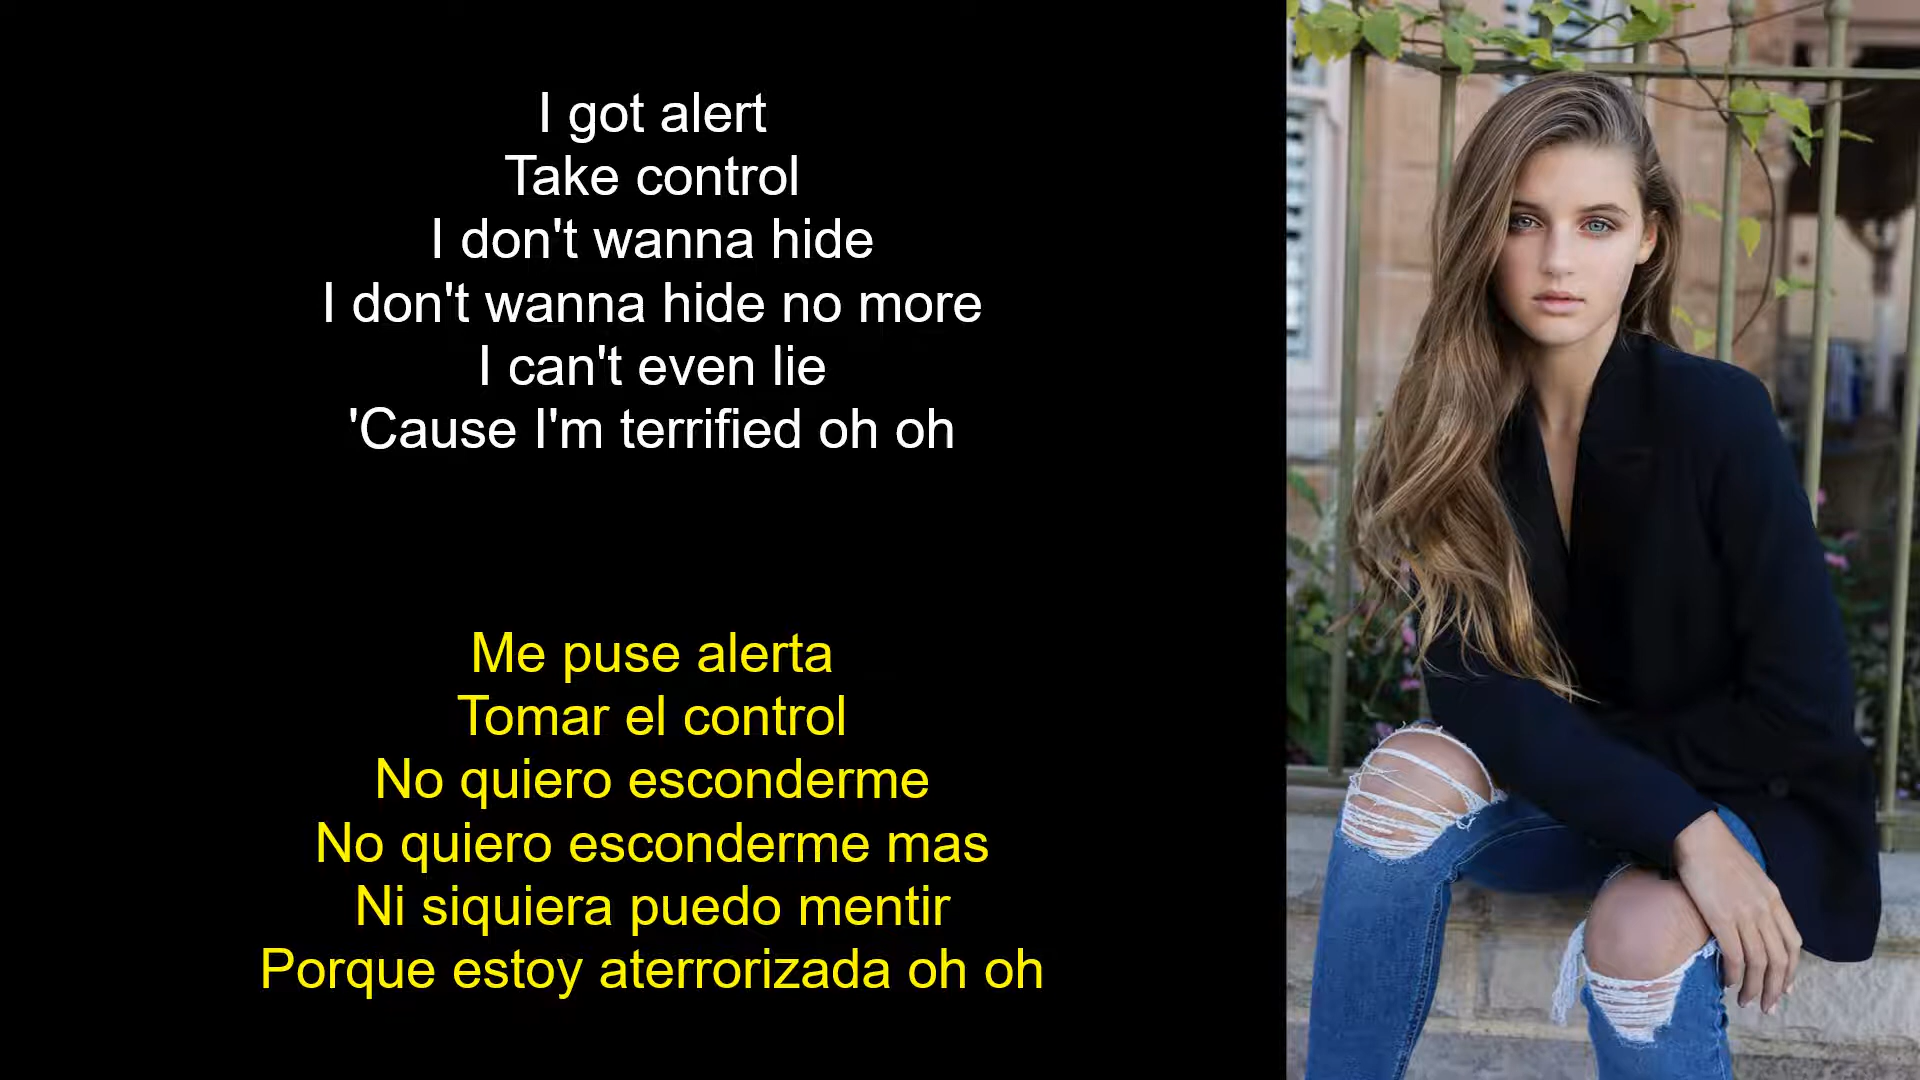 I got alert
Take control
I don't wanna hide
I don't wanna hide no more
I can't even lie
'Cause I'm terrified oh oh
Me puse alerta
Tomar el control
No quiero esconderme
No quiero esconderme mas
Ni siquiera puedo mentir
Porque estoy aterrorizada oh oh